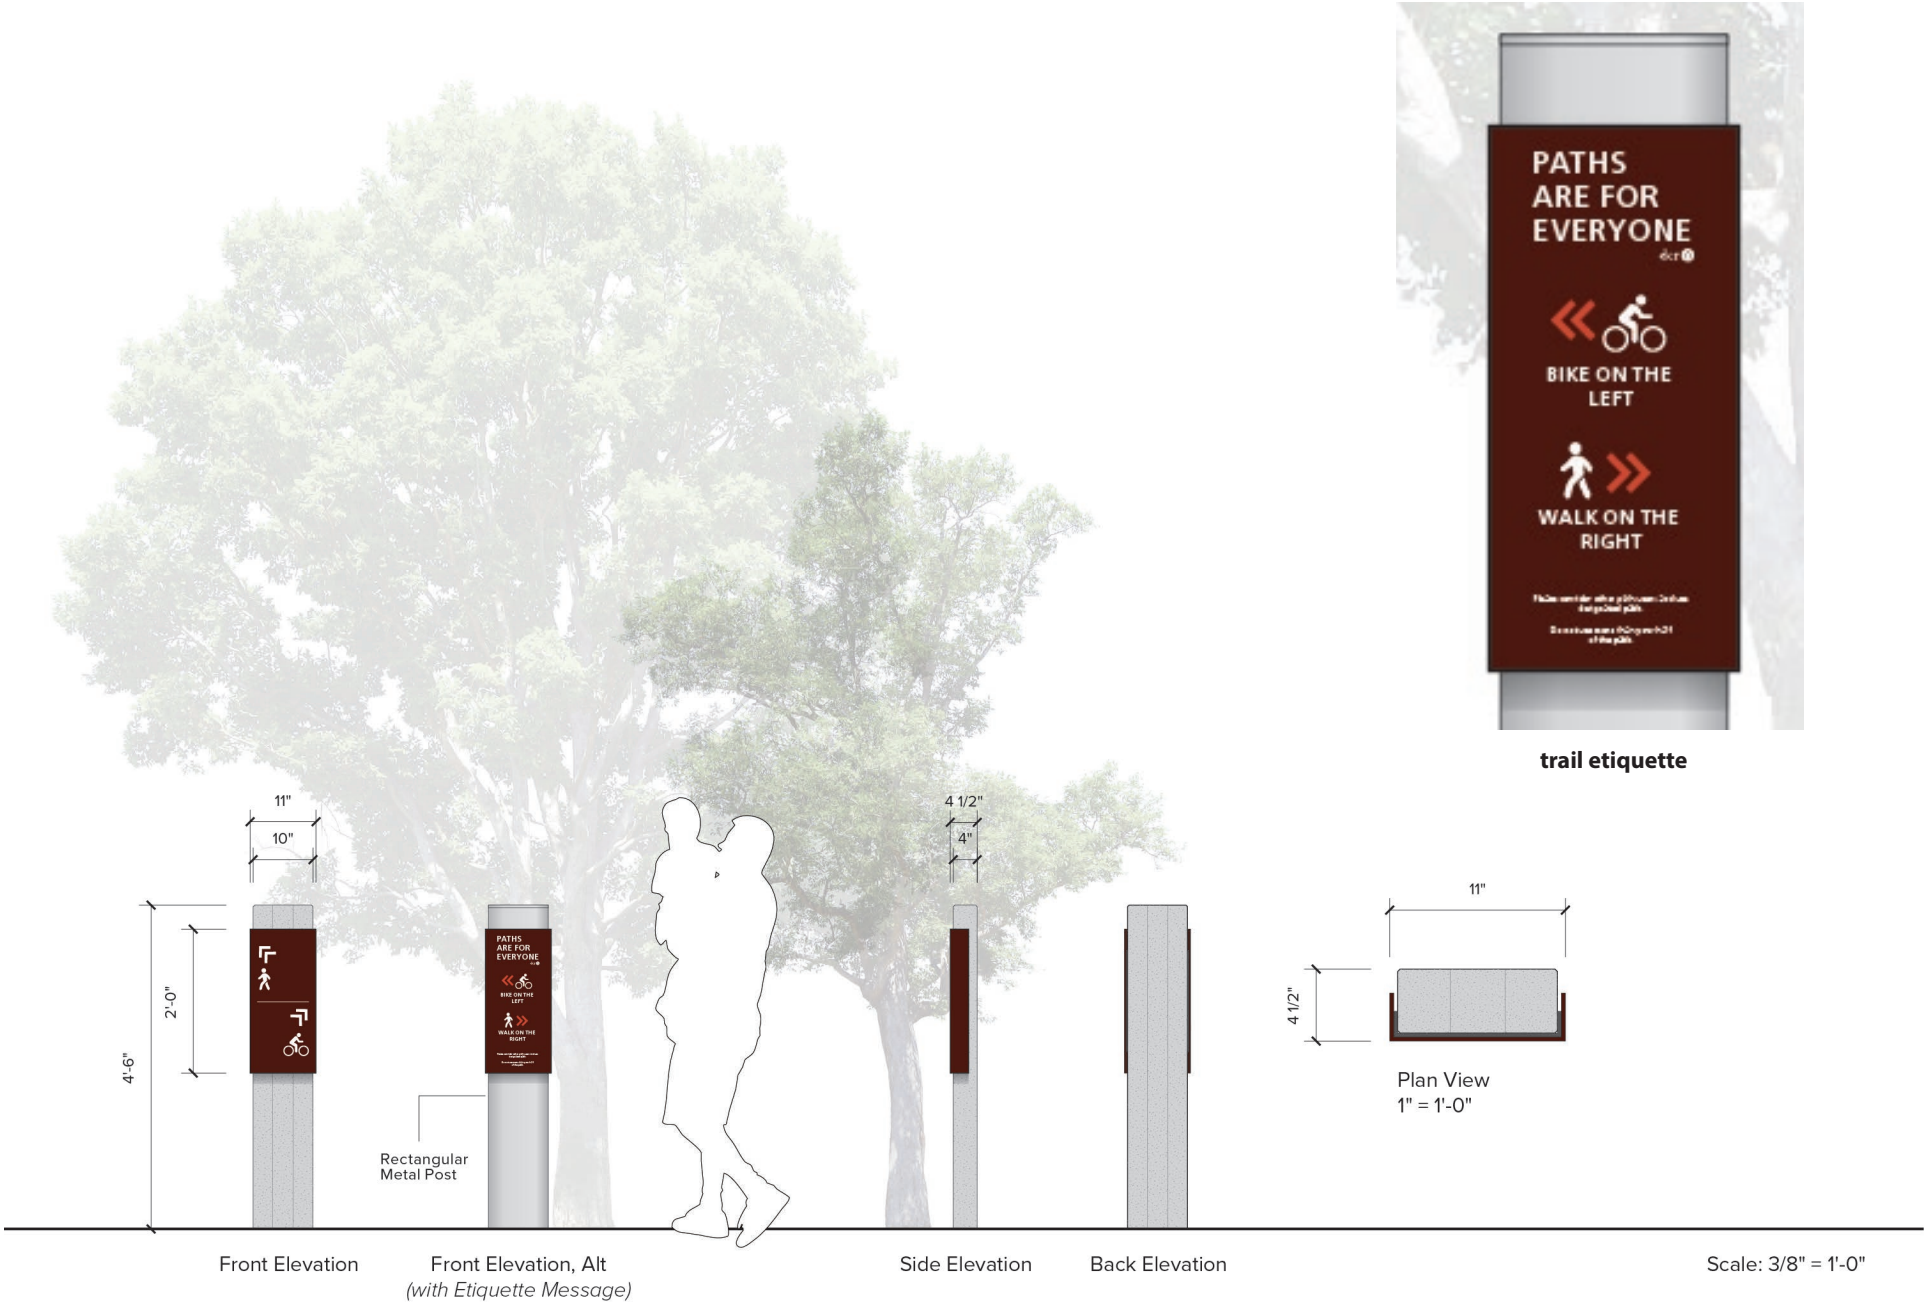 PATHS
ARE FOR
EVERYONE
dcr
BIKE ON THE
LEFT
WALK ON THE
RIGHT
trail etiquette
11"
10"
2'-0"
4'-6"
PATHS
ARE FOR
EVERYONE
BIKE ON THE
LEFT
WALK ON THE
RIGHT
Rectangular
Metal Post
4 1/2"
4"
11"
4 1/2"
Plan View
1" = 1'-0"
Front Elevation
Front Elevation, Alt
(with Etiquette Message)
Side Elevation
Back Elevation
Scale: 3/8" = 1'-0"